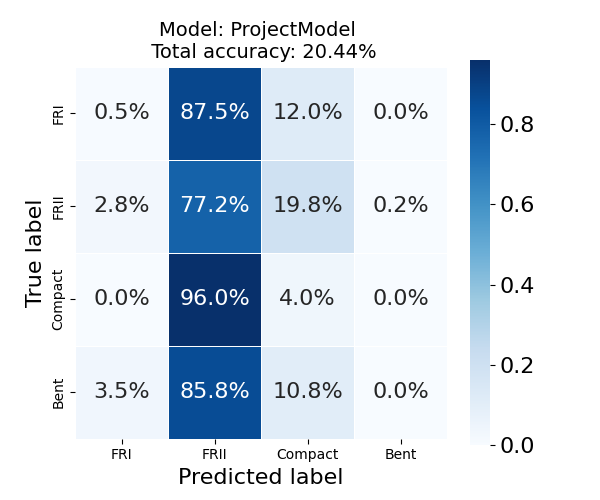 Model: ProjectModel
Total accuracy: 20.44%
True label
FRI
0.5% 87.5% 12.0% 0.0%
FRII
2.8% 77.2% 19.8% 0.2%
Compact
0.0% 96.0% 4.0% 0.0%
Bent
3.5% 85.8% 10.8% 0.0%
FRI FRII Compact Bent
Predicted label
0.8
0.6
0.4
0.2
0.0